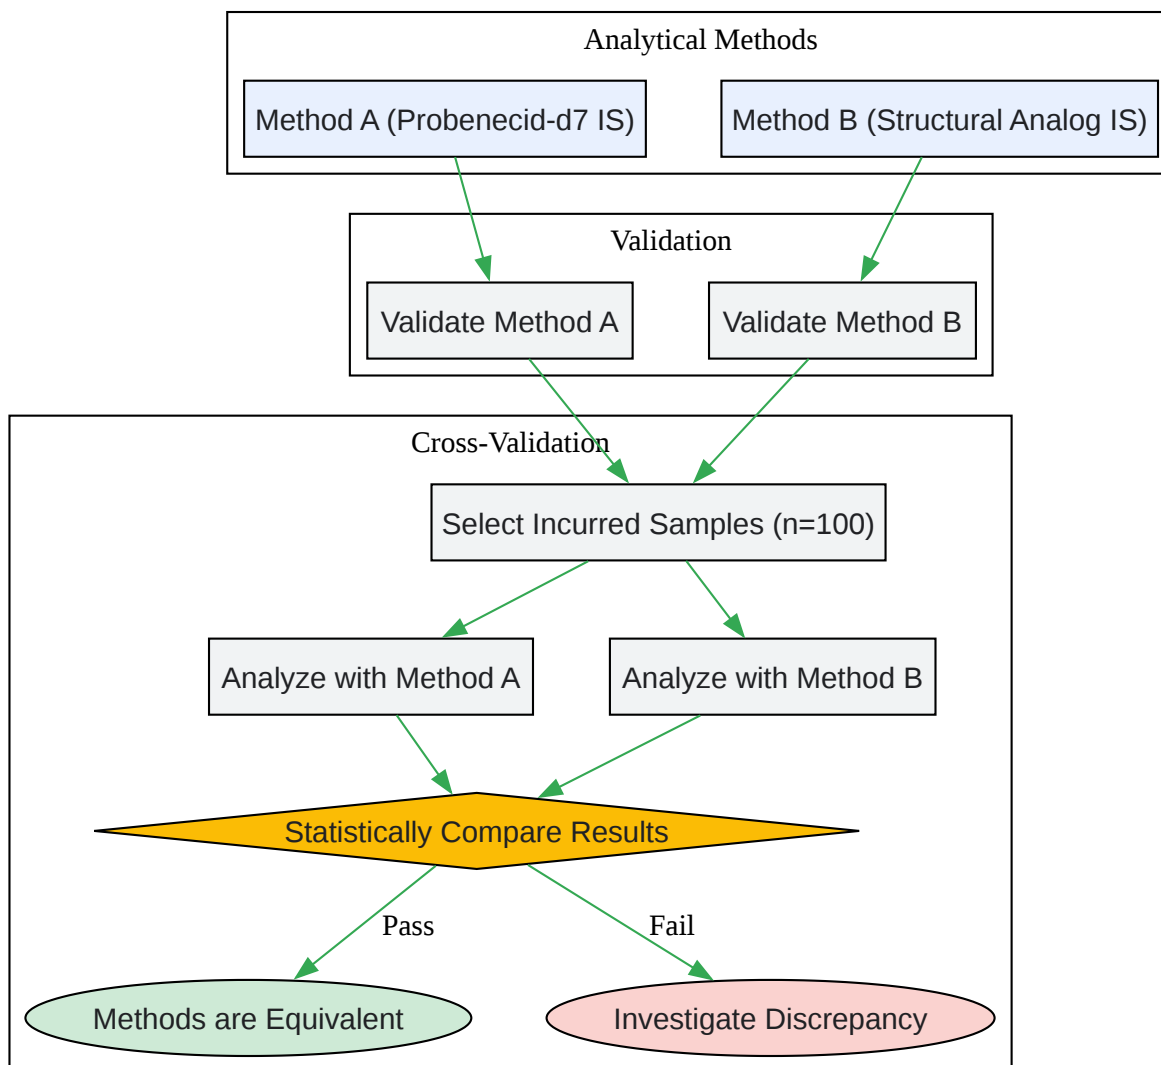 Analytical Methods
Method A (Probenecid-d7 IS)
Method B (Structural Analog IS)
Validation
Validate Method A
Validate Method B
Cross-Validation
Select Incurred Samples (n=100)
Analyze with Method A
Analyze with Method B
Statistically Compare Results
Pass
Fail
Methods are Equivalent
Investigate Discrepancy